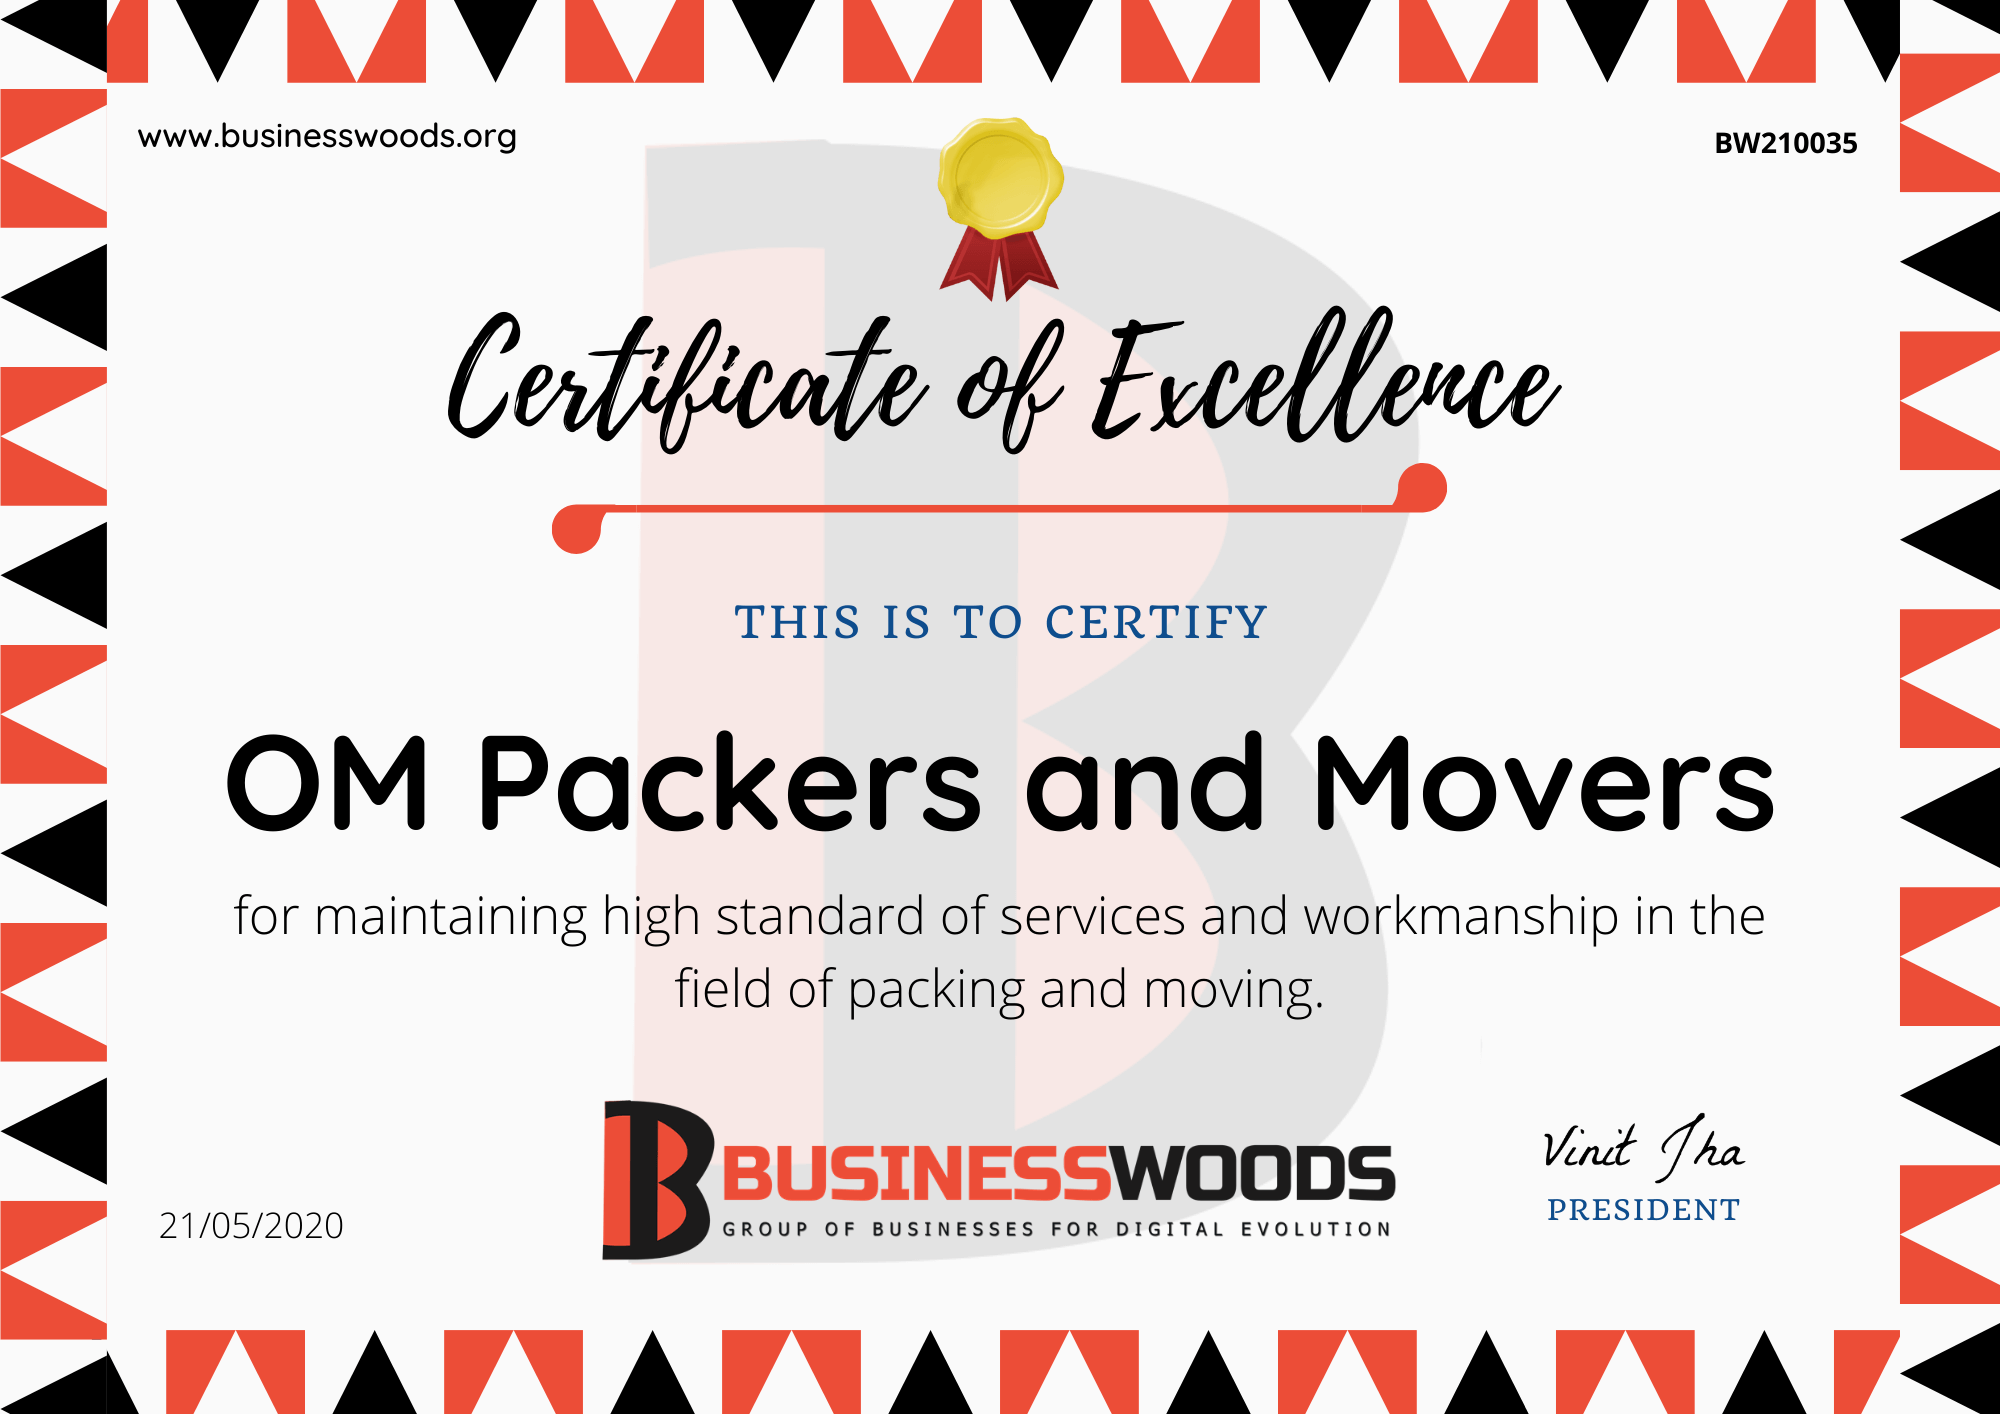 www.businesswoods.org
BW210035
Certificate of Excellence
THIS IS TO CERTIFY
OM Packers and Movers
for maintaining high standard of services and workmanship in the
field of packing and moving.
BUSINESSWOODS
GROUP OF BUSINESSES FOR DIGITAL EVOLUTION
Vinit Jha
PRESIDENT
21/05/2020